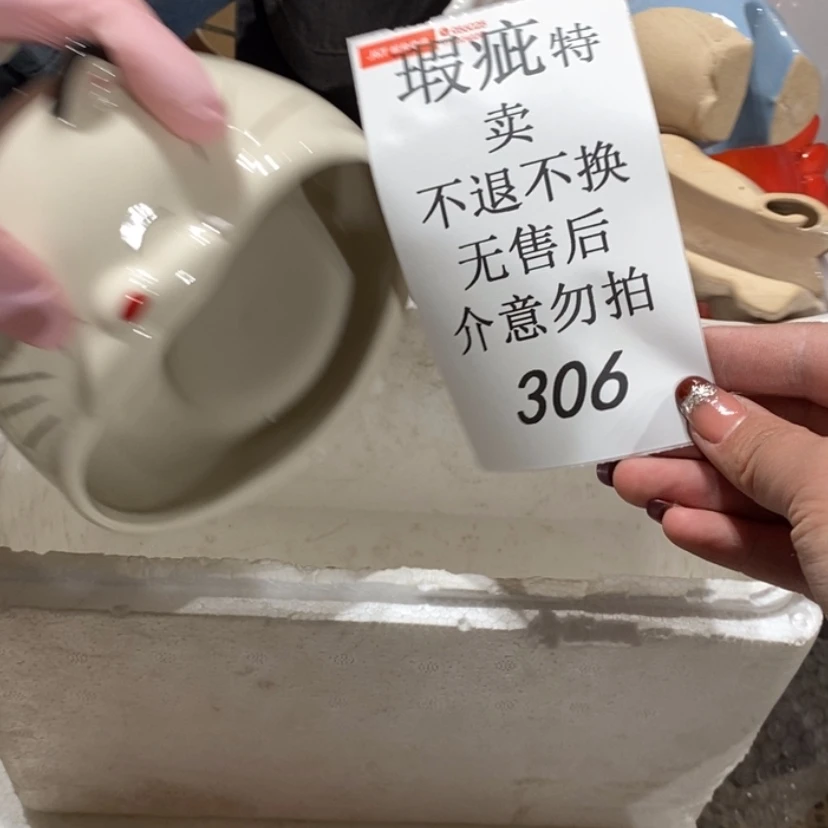 瑕疵特
卖
不退不换
无售后
介意勿拍
306